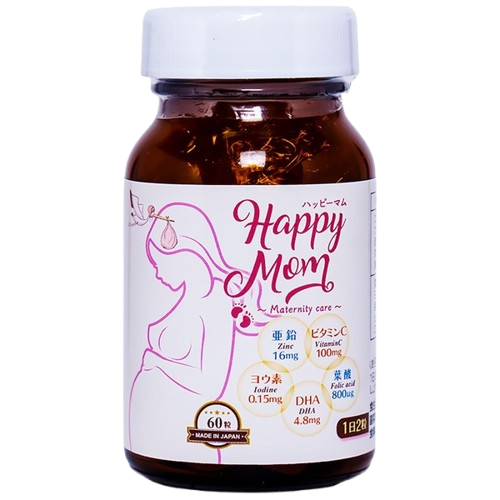 ハッピーマム
Happy
Mom
~ Maternity care ~
亜鉛
Zinc
16mg
ビタミンC
VitaminC
100mg
ヨウ素
Iodine
0.15mg
DHA
DHA
4.8mg
葉酸
Folic acid
800μg
60粒
MADE IN JAPAN
1日2粒